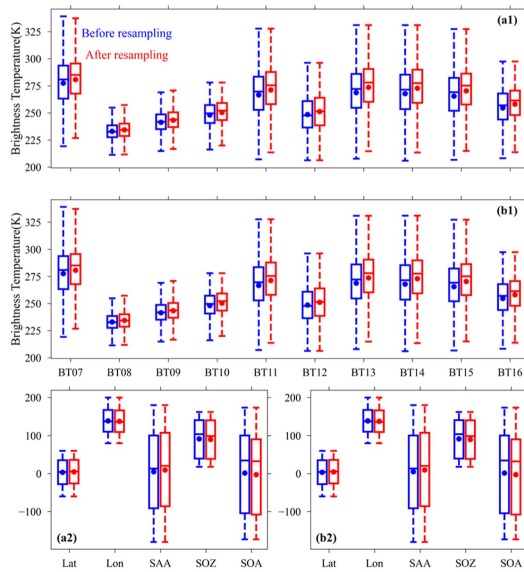 (a1)
Before resampling
After resampling
Brightness Temperature(K)
325
300
275
250
225
200
(b1)
Brightness Temperature(K)
325
300
275
250
225
200
BT07 BT08 BT09 BT10 BT11 BT12 BT13 BT14 BT15 BT16
200
100
0
−100
(a2)
Lat Lon SAA SOZ SOA
200
100
0
−100
(b2)
Lat Lon SAA SOZ SOA